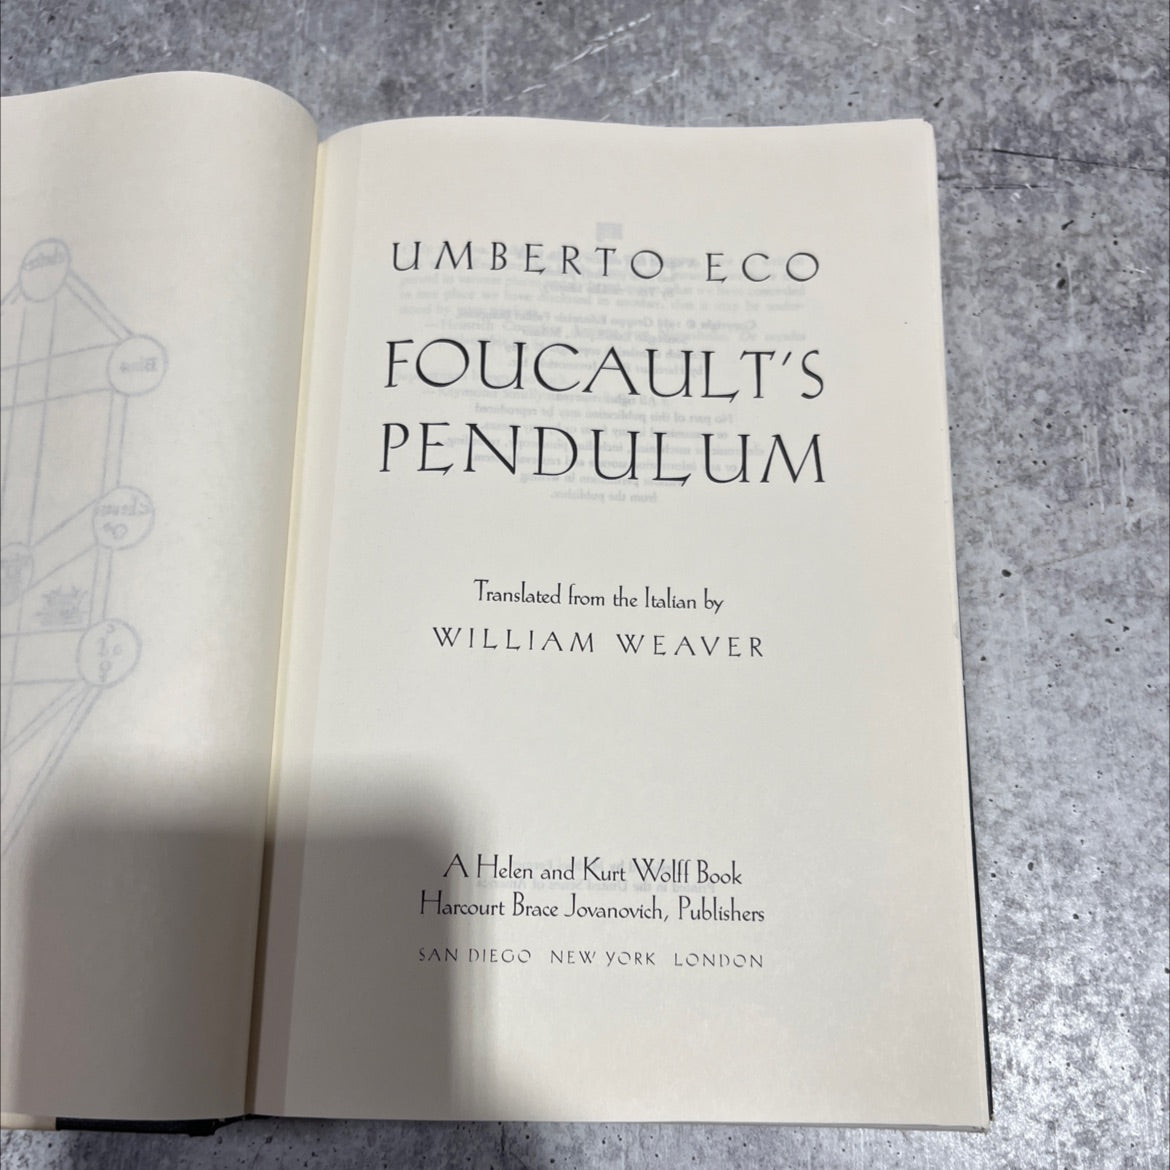 UMBERTO ECO
FOUCAULT'S
PENDULUM
Translated from the Italian by
WILLIAM WEAVER
A Helen and Kurt Wolff Book
Harcourt Brace Jovanovich, Publishers
SAN DIEGO NEW YORK LONDON